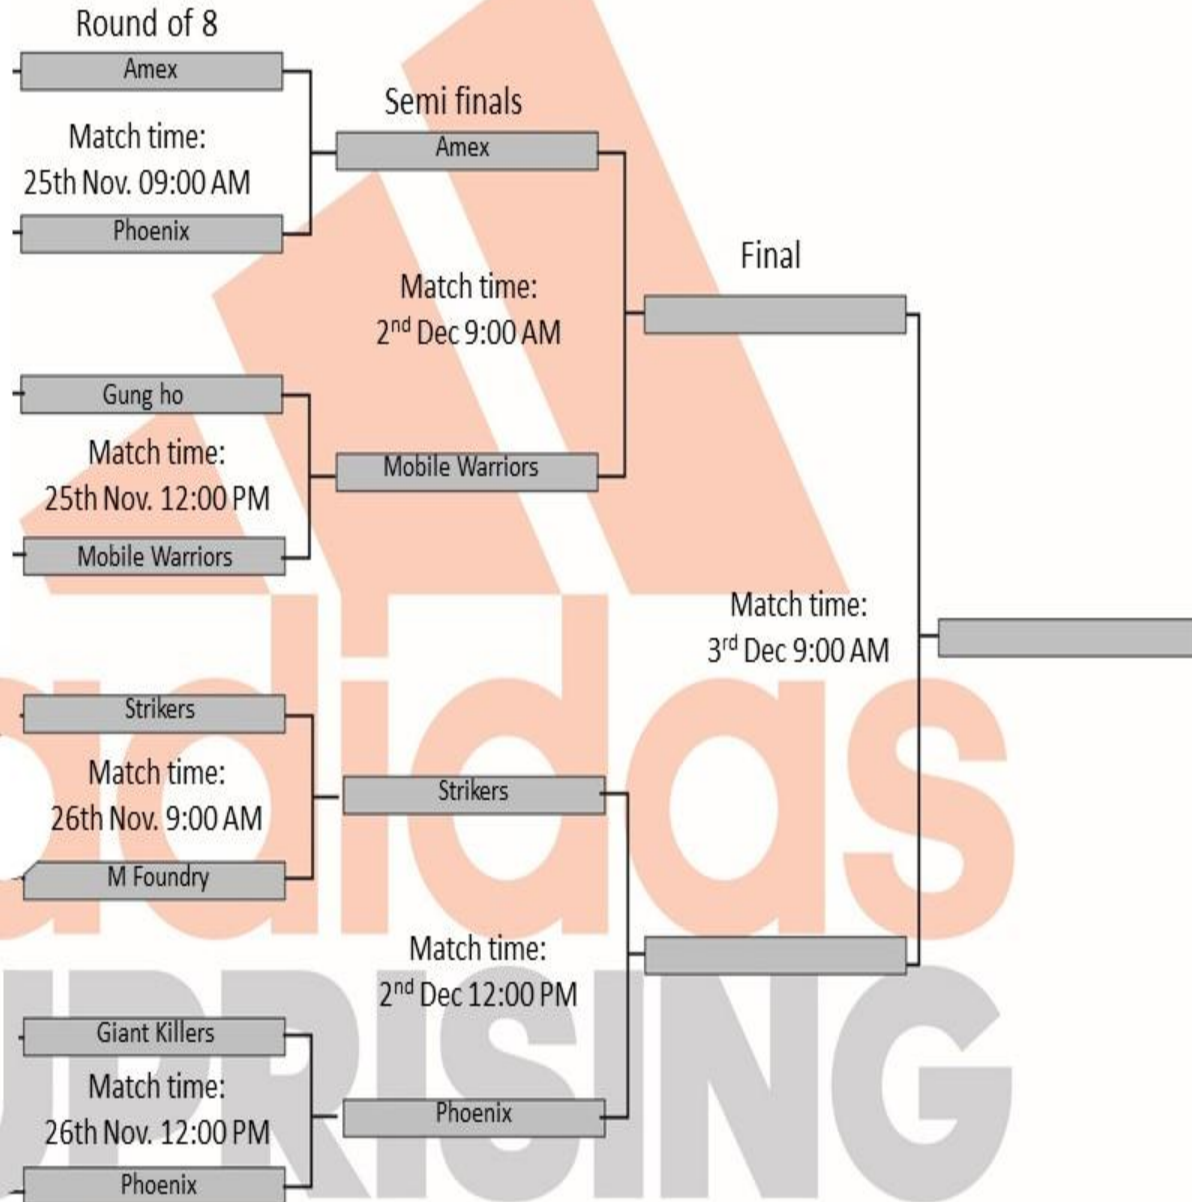 Round of 8
Amex
Match time:
25th Nov. 09:00 AM
Phoenix
Gung ho
Match time:
25th Nov. 12:00 PM
Mobile Warriors
Strikers
Match time:
26th Nov. 9:00 AM
M Foundry
Giant Killers
Match time:
26th Nov. 12:00 PM
Phoenix
Semi finals
Amex
Match time:
2nd Dec 9:00 AM
Mobile Warriors
Strikers
Match time:
2nd Dec 12:00 PM
Phoenix
Final
Match time:
3rd Dec 9:00 AM
adidas
UPRISING